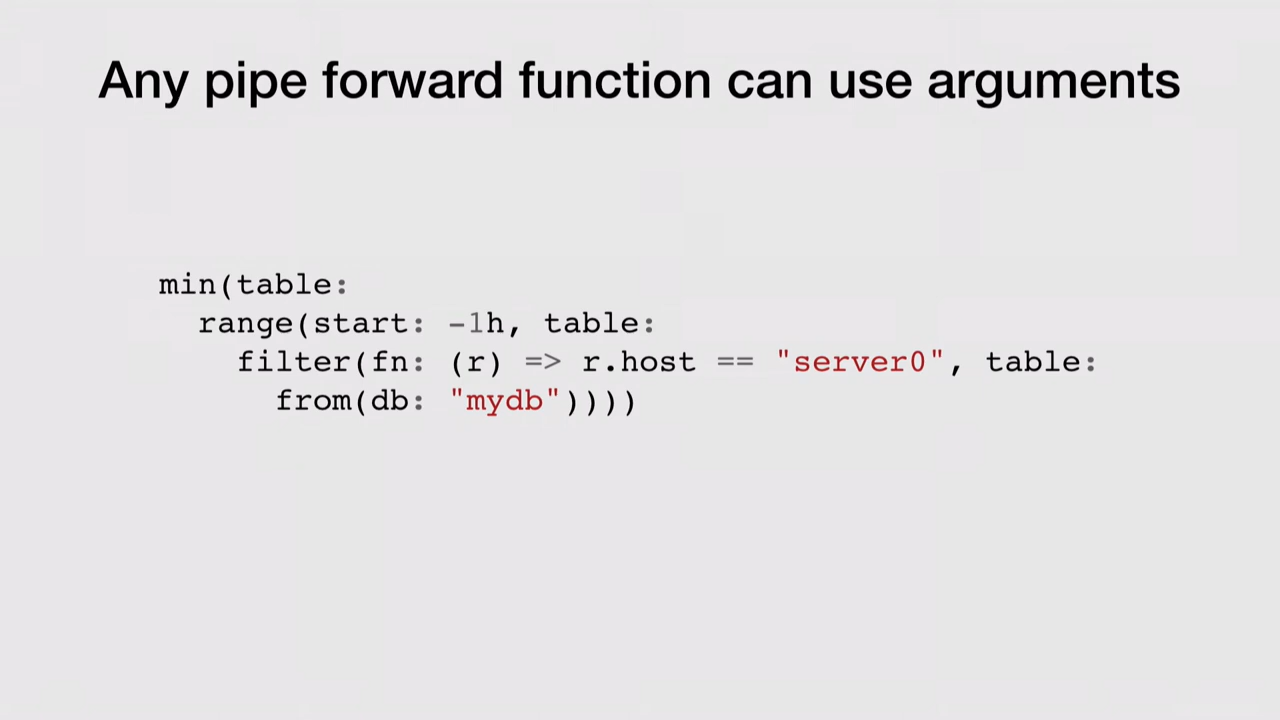 Any pipe forward function can use arguments
min(table:
range(start: -1h, table:
filter(fn: (r) => r.host == "server0", table:
from(db: "mydb"))))